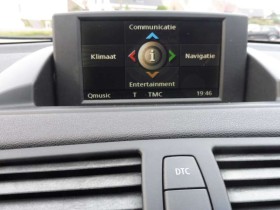 Communicatie
Klimaat
i
Navigatie
Entertainment
Qmusic T TMC 19:46
DTC